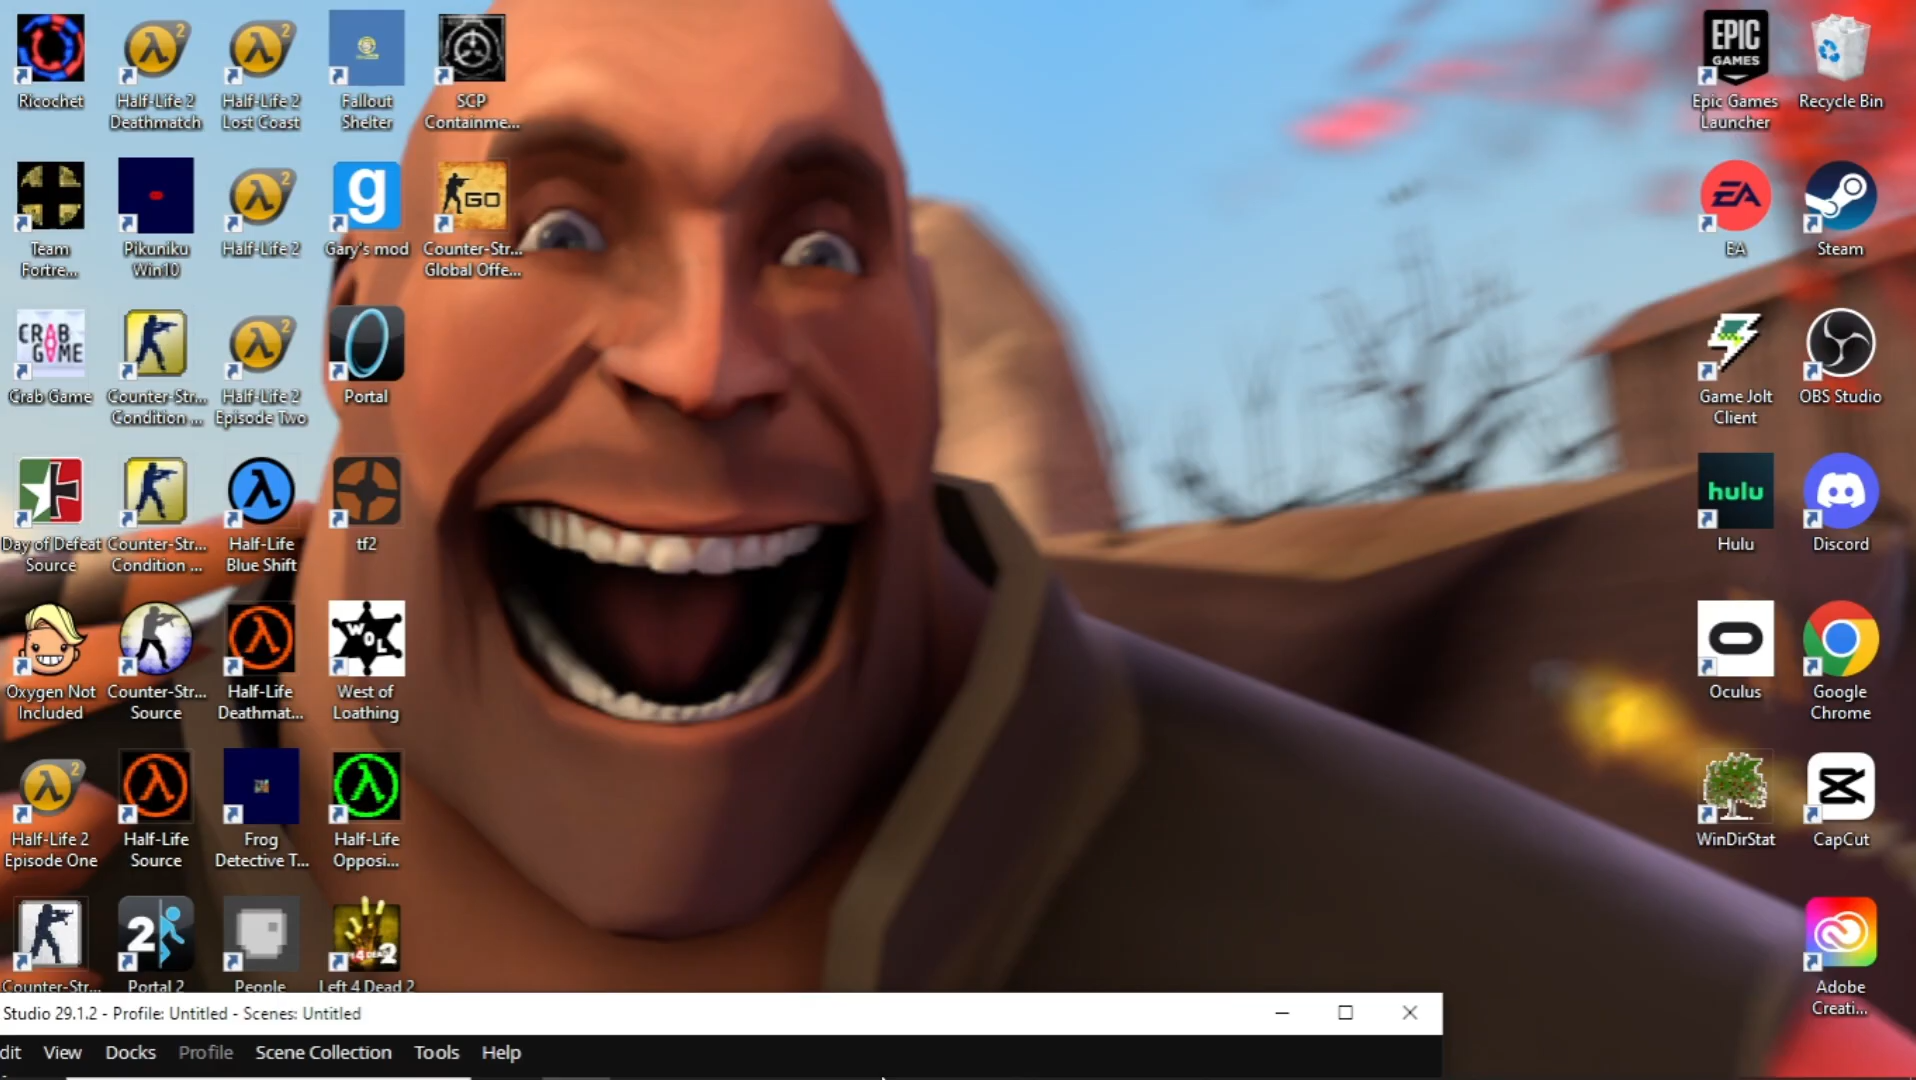 Ricochet
Half-Life 2
Deathmatch
Half-Life 2
Lost Coast
Fallout
Shelter
SCP
Containme...
EPIC
GAMES
Epic Games
Launcher
Recycle Bin
Team
Fortre...
Pikuniku
Win10
Half-Life 2
g
Gary's mod
GO
Counter-Str...
Global Offe...
EA
EA
Steam
CRAB
GAME
Crab Game
Counter-Str...
Condition ...
Half-Life 2
Episode Two
Portal
Game Jolt
Client
OBS Studio
Day of Defeat
Source
Counter-Str...
Condition ...
Half-Life
Blue Shift
tf2
hulu
Hulu
Discord
Oxygen Not
Included
Counter-Str...
Source
Half-Life
Deathmat...
WOL
West of
Loathing
Oculus
Google
Chrome
Half-Life 2
Episode One
Half-Life
Source
Frog
Detective T...
Half-Life
Opposi...
WinDirStat
CapCut
Counter-Str...
2
Portal 2
People
Left 4 Dead 2
Adobe
Creati...
Studio 29.1.2 - Profile: Untitled - Scenes: Untitled
dit View Docks Profile Scene Collection Tools Help